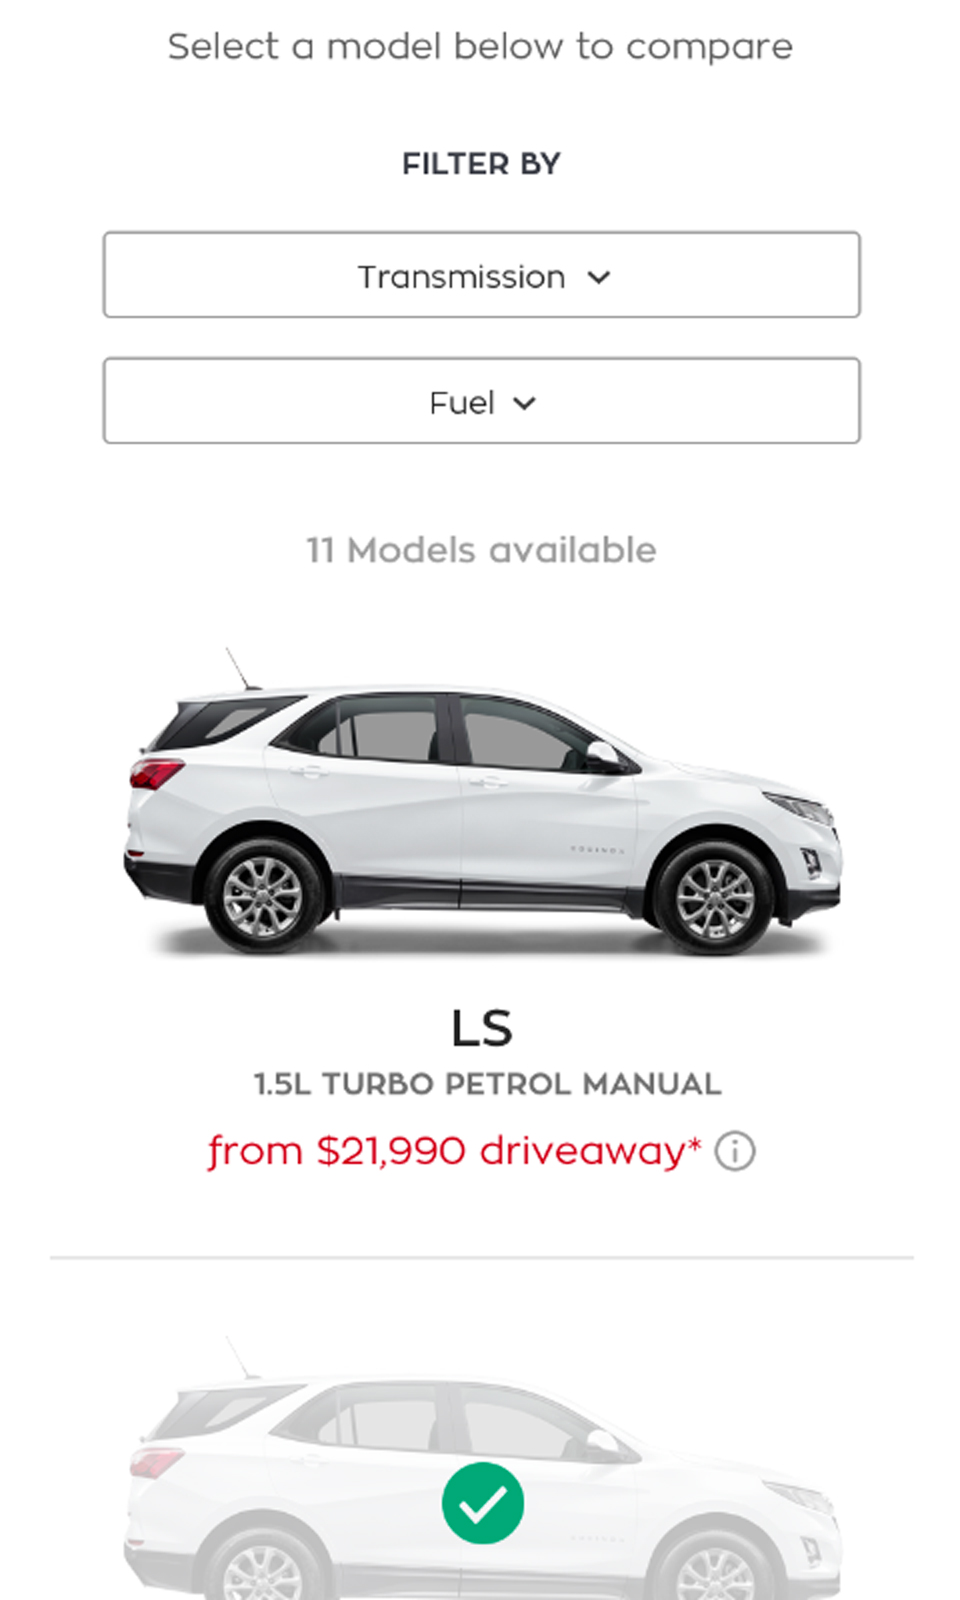 Select a model below to compare
FILTER BY
Transmission
Fuel
11 Models available
EQUINOX
LS
1.5L TURBO PETROL MANUAL
from $21,990 driveaway*